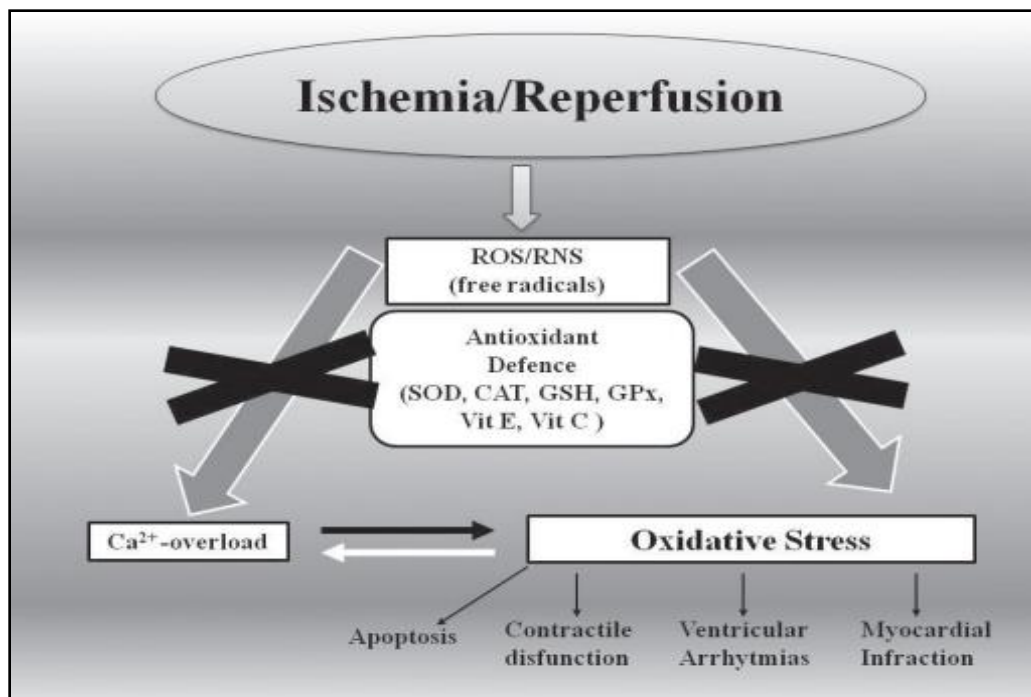 Ischemia/Reperfusion
ROS/RNS
(free radicals)
Antioxidant
Defence
(SOD, CAT, GSH, GPx,
Vit E, Vit C )
Ca²⁺-overload
Oxidative Stress
Apoptosis
Contractile
disfunction
Ventricular
Arrhytmias
Myocardial
Infraction